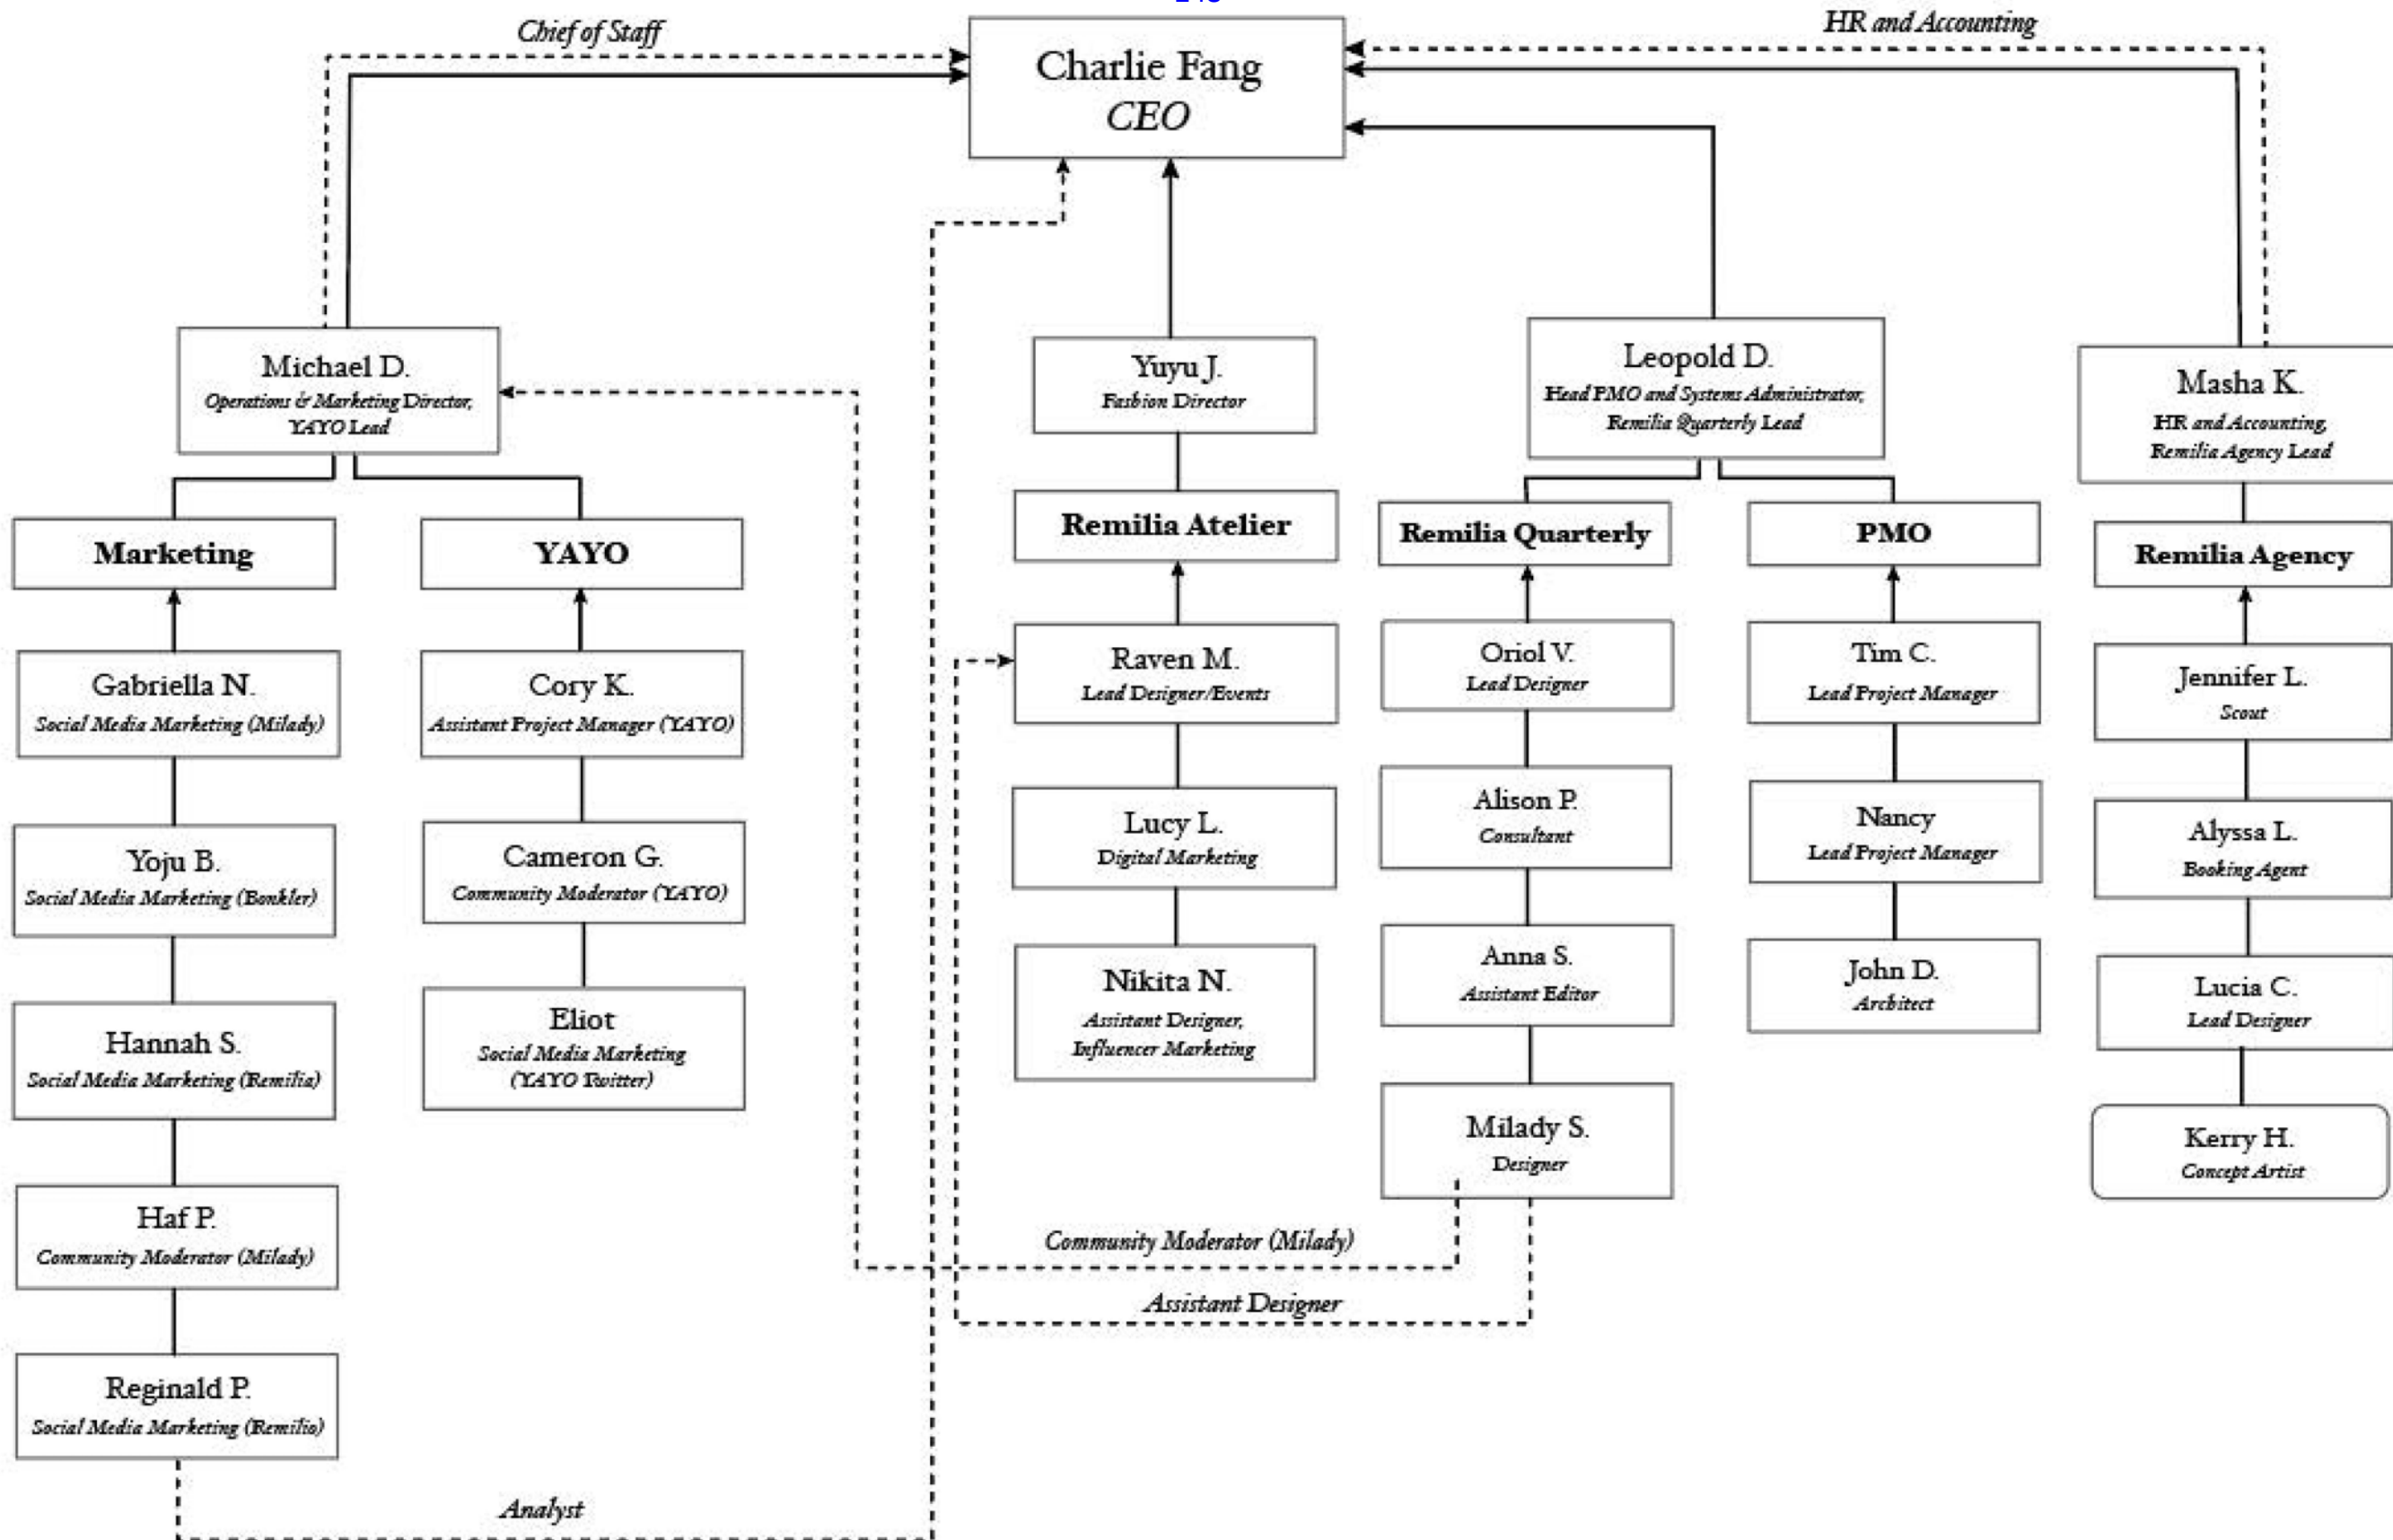 Chief of Staff
HR and Accounting
Charlie Fang
CEO
Michael D.
Operations & Marketing Director,
YAYO Lead
Yuyu J.
Fashion Director
Leopold D.
Head PMO and Systems Administrator,
Remilia Quarterly Lead
Masha K.
HR and Accounting,
Remilia Agency Lead
Marketing
YAYO
Remilia Atelier
Remilia Quarterly
PMO
Remilia Agency
Gabriella N.
Social Media Marketing (Milady)
Yoju B.
Social Media Marketing (Bonkler)
Hannah S.
Social Media Marketing (Remilia)
Haf P.
Community Moderator (Milady)
Reginald P.
Social Media Marketing (Remilio)
Cory K.
Assistant Project Manager (YAYO)
Cameron G.
Community Moderator (YAYO)
Eliot
Social Media Marketing
(YAYO Twitter)
Raven M.
Lead Designer/Events
Lucy L.
Digital Marketing
Nikita N.
Assistant Designer,
Influencer Marketing
Oriol V.
Lead Designer
Alison P.
Consultant
Anna S.
Assistant Editor
Milady S.
Designer
Tim C.
Lead Project Manager
Nancy
Lead Project Manager
John D.
Architect
Jennifer L.
Scout
Alyssa L.
Booking Agent
Lucia C.
Lead Designer
Kerry H.
Concept Artist
Community Moderator (Milady)
Assistant Designer
Analyst